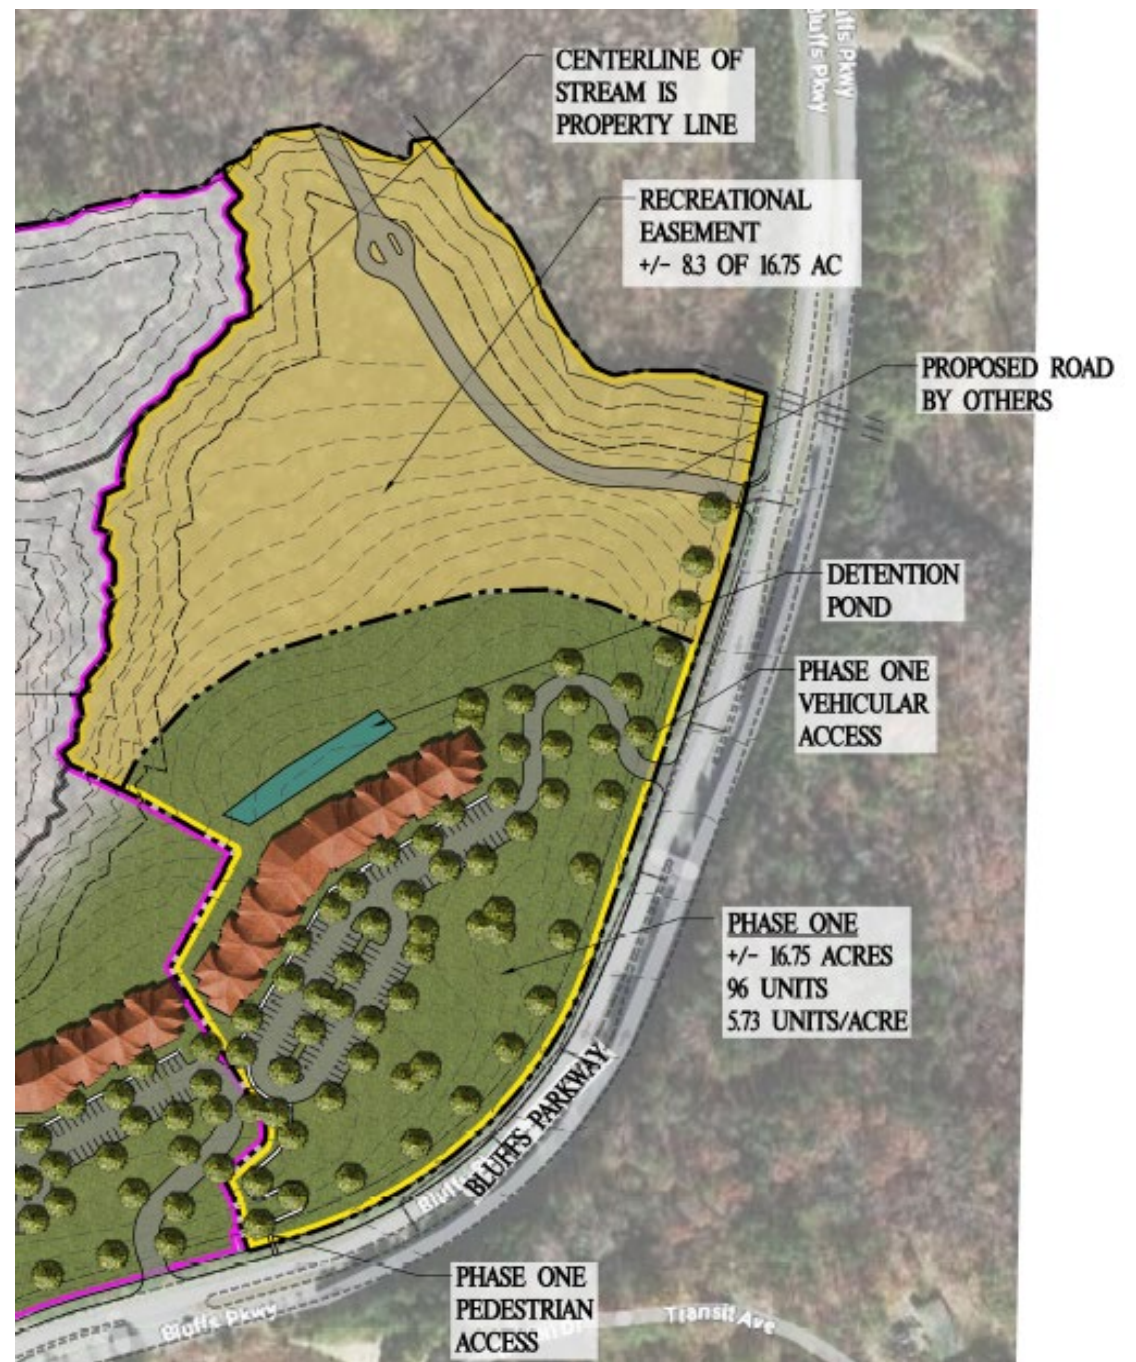 Bluffs Pkwy
Bluffs Pkwy
CENTERLINE OF
STREAM IS
PROPERTY LINE
RECREATIONAL
EASEMENT
+/- 8.3 OF 16.75 AC
PROPOSED ROAD
BY OTHERS
DETENTION
POND
PHASE ONE
VEHICULAR
ACCESS
PHASE ONE
+/- 16.75 ACRES
96 UNITS
5.73 UNITS/ACRE
BLUFFS PARKWAY
PHASE ONE
PEDESTRIAN
ACCESS
Bluffs Pkwy
Transit Ave